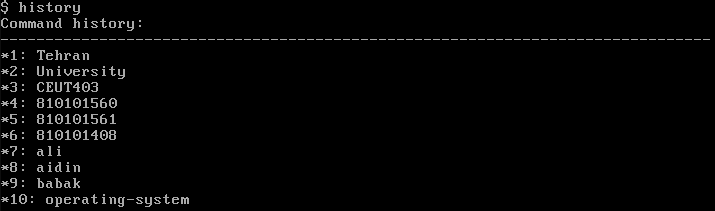 $ history
Command history:
--------------------------------------------------------------------------------
*1: Tehran
*2: University
*3: CEUT403
*4: 810101560
*5: 810101561
*6: 810101408
*7: ali
*8: aidin
*9: babak
*10: operating-system